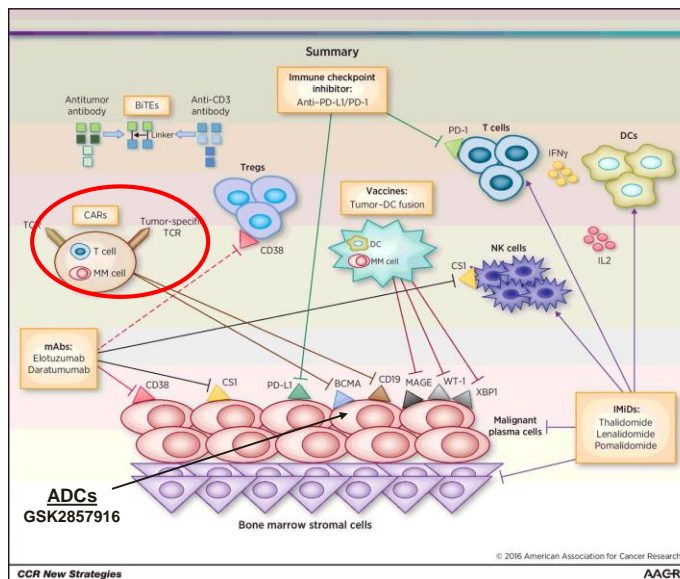 Summary
Immune checkpoint
inhibitor:
Anti–PD-L1/PD-1
Antitumor
antibody
BiTEs
Anti-CD3
antibody
Linker
PD-1
T cells
IFNγ
DCs
Tregs
CD38
Vaccines:
Tumor–DC fusion
DC
MM cell
IL2
NK cells
CS1
TCR
CARs
Tumor-specific
TCR
T cell
MM cell
mAbs:
Elotuzumab
Daratumumab
CD38
CS1
PD-L1
BCMA
CD19
MAGE
WT-1
XBP1
Malignant
plasma cells
IMiDs:
Thalidomide
Lenalidomide
Pomalidomide
ADCs
GSK2857916
Bone marrow stromal cells
© 2016 American Association for Cancer Research
CCR New Strategies
AACR